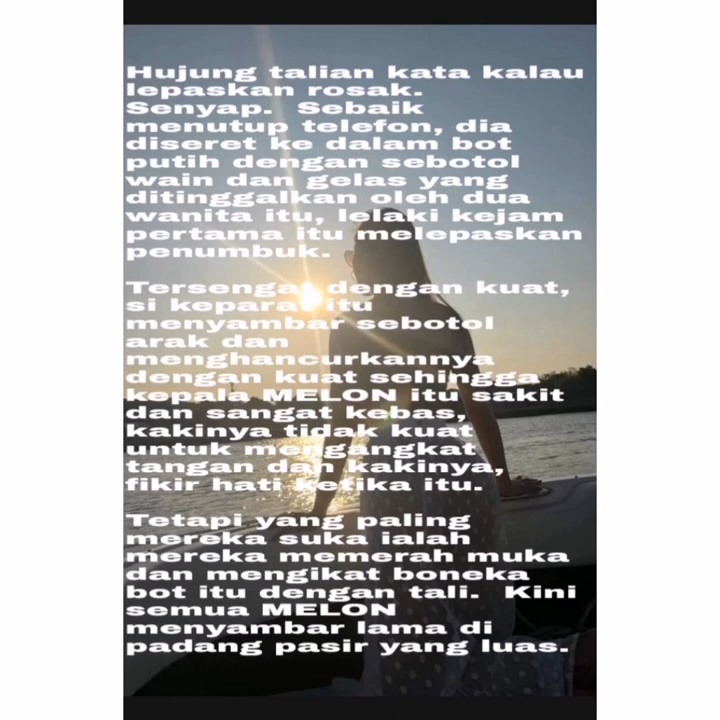 Hujung talian kata kalau
lepaskan rosak.
Senyap. Sebaik
menutup telefon, dia
diseret ke dalam bot
putih dengan sebotol
wain dan gelas yang
ditinggalkan oleh dua
wanita itu, lelaki kejam
pertama itu melepaskan
penumbuk.
Tersengat dengan kuat,
si keparat itu
menyambar sebotol
arak dan
menghancurkannya
dengan kuat sehingga
kepala MELON itu sakit
dan sangat kebas,
kakinya tidak kuat
untuk mengangkat
tangan dan kakinya,
fikir hati ketika itu.
Tetapi yang paling
mereka suka ialah
mereka memerah muka
dan mengikat boneka
bot itu dengan tali. Kini
semua MELON
menyambar lama di
padang pasir yang luas.